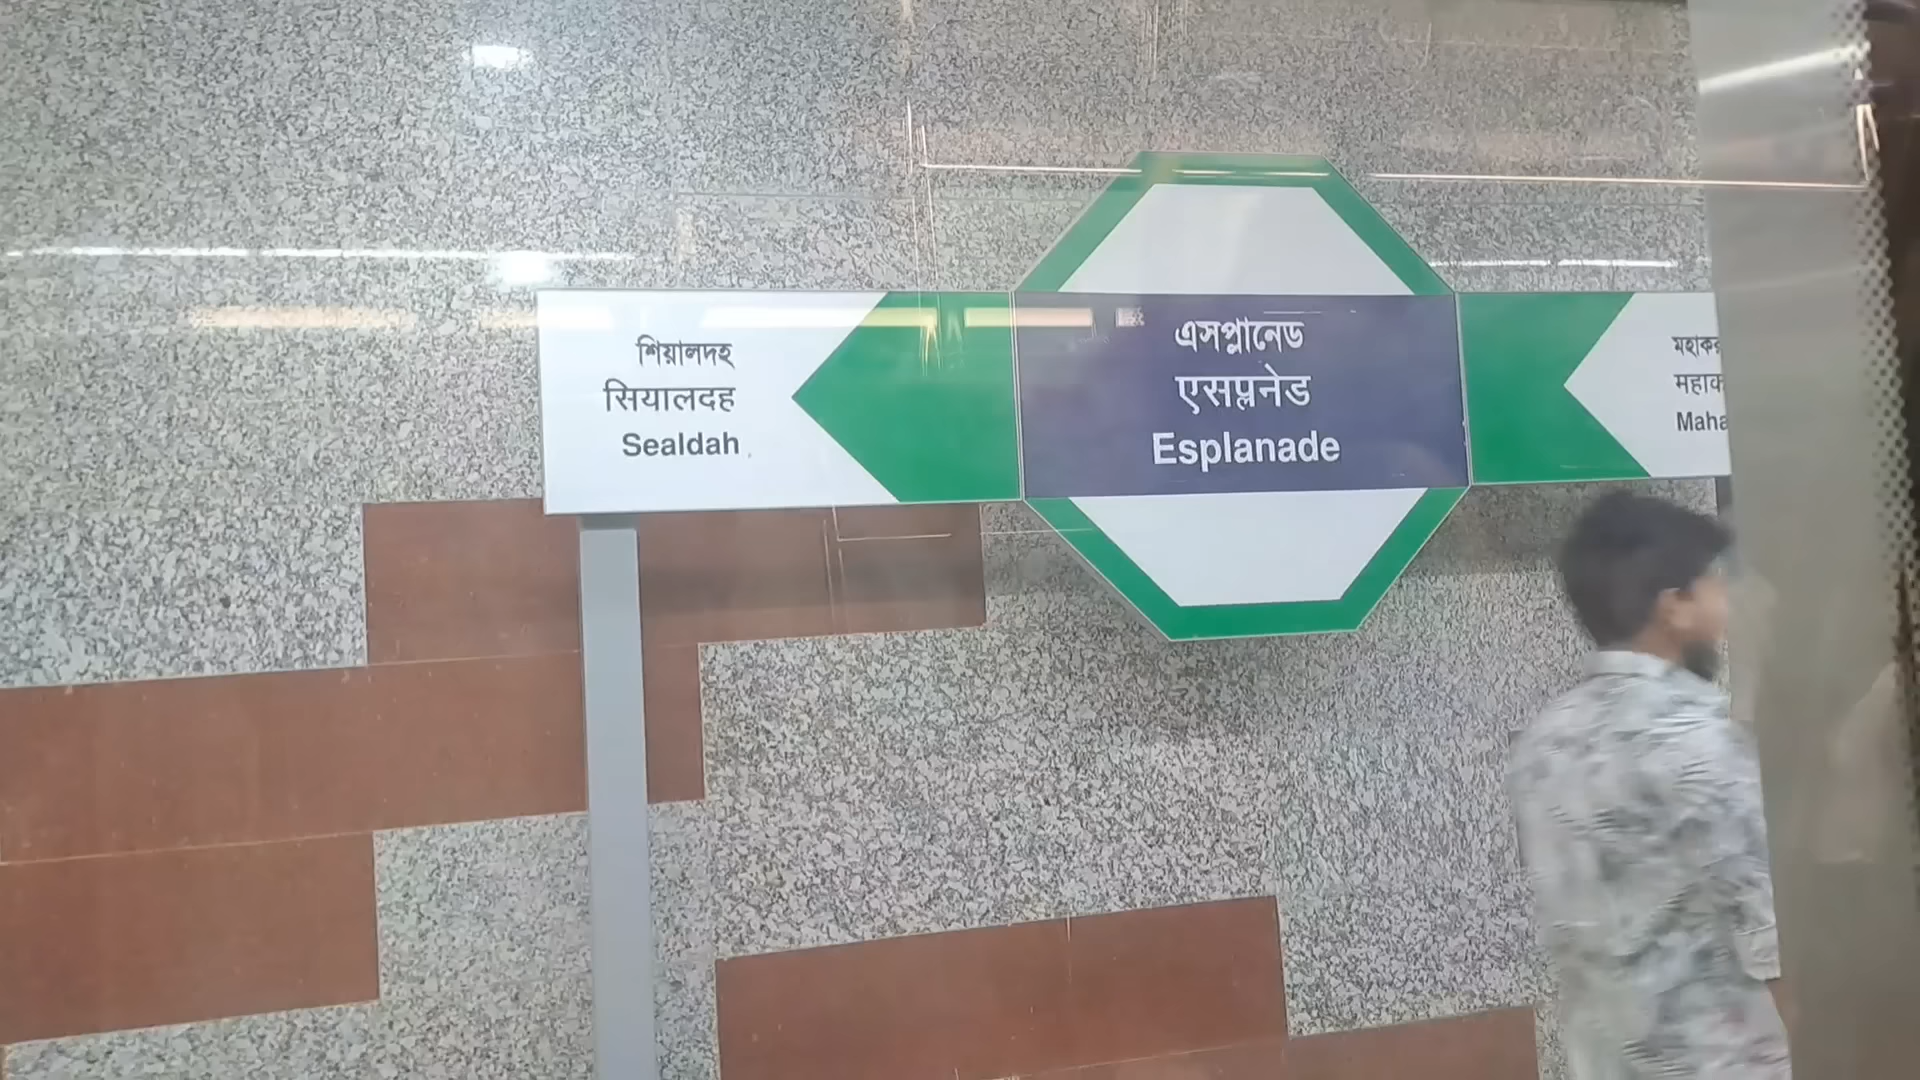 শিয়ালদহ
सियालदह
Sealdah
এসপ্ল্যানেড
एसप्लनेड
Esplanade